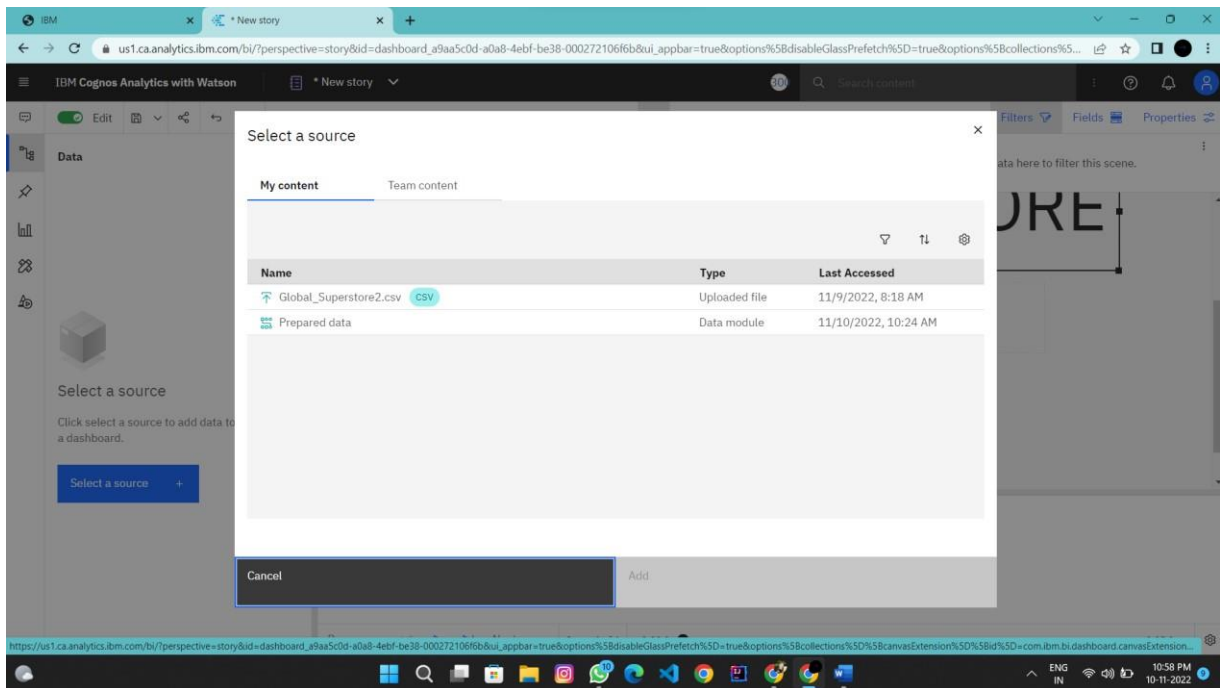 IBM
* New story
us1.ca.analytics.ibm.com/bi/?perspective=story&id=dashboard_a9aa5c0d-a0a8-4ebf-be38-000272106f6b&ui_appbar=true&options%5BdisableGlassPrefetch%5D=true&options%5Bcollections%5...
IBM Cognos Analytics with Watson
* New story
Search content
Edit
Filters
Fields
Properties
Data
Select a source
ata here to filter this scene.
My content
Team content
ORE
Name Type Last Accessed
Global_Superstore2.csv CSV Uploaded file 11/9/2022, 8:18 AM
Prepared data Data module 11/10/2022, 10:24 AM
Select a source
Click select a source to add data to
a dashboard.
Select a source +
Cancel
Add
https://us1.ca.analytics.ibm.com/bi/?perspective=story&id=dashboard_a9aa5c0d-a0a8-4ebf-be38-000272106f6b&ui_appbar=true&options%5BdisableGlassPrefetch%5D=true&options%5Bcollections%5D%5BcanvasExtension%5D%5Bid%5D=com.ibm.bi.dashboard.canvasExtension...
ENG
IN
10:58 PM
10-11-2022